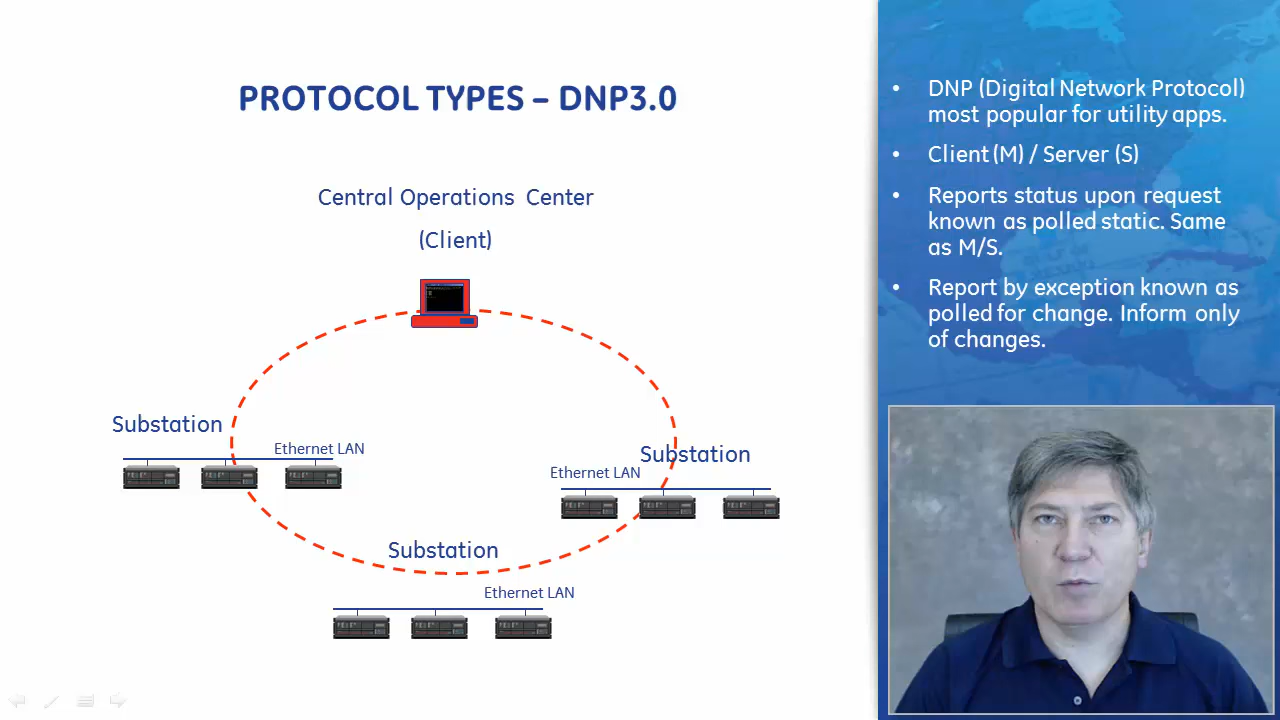 PROTOCOL TYPES – DNP3.0
Central Operations Center
(Client)
Substation
Ethernet LAN
Substation
Ethernet LAN
Substation
Ethernet LAN
• DNP (Digital Network Protocol)
most popular for utility apps.
• Client (M) / Server (S)
• Reports status upon request
known as polled static. Same
as M/S.
• Report by exception known as
polled for change. Inform only
of changes.